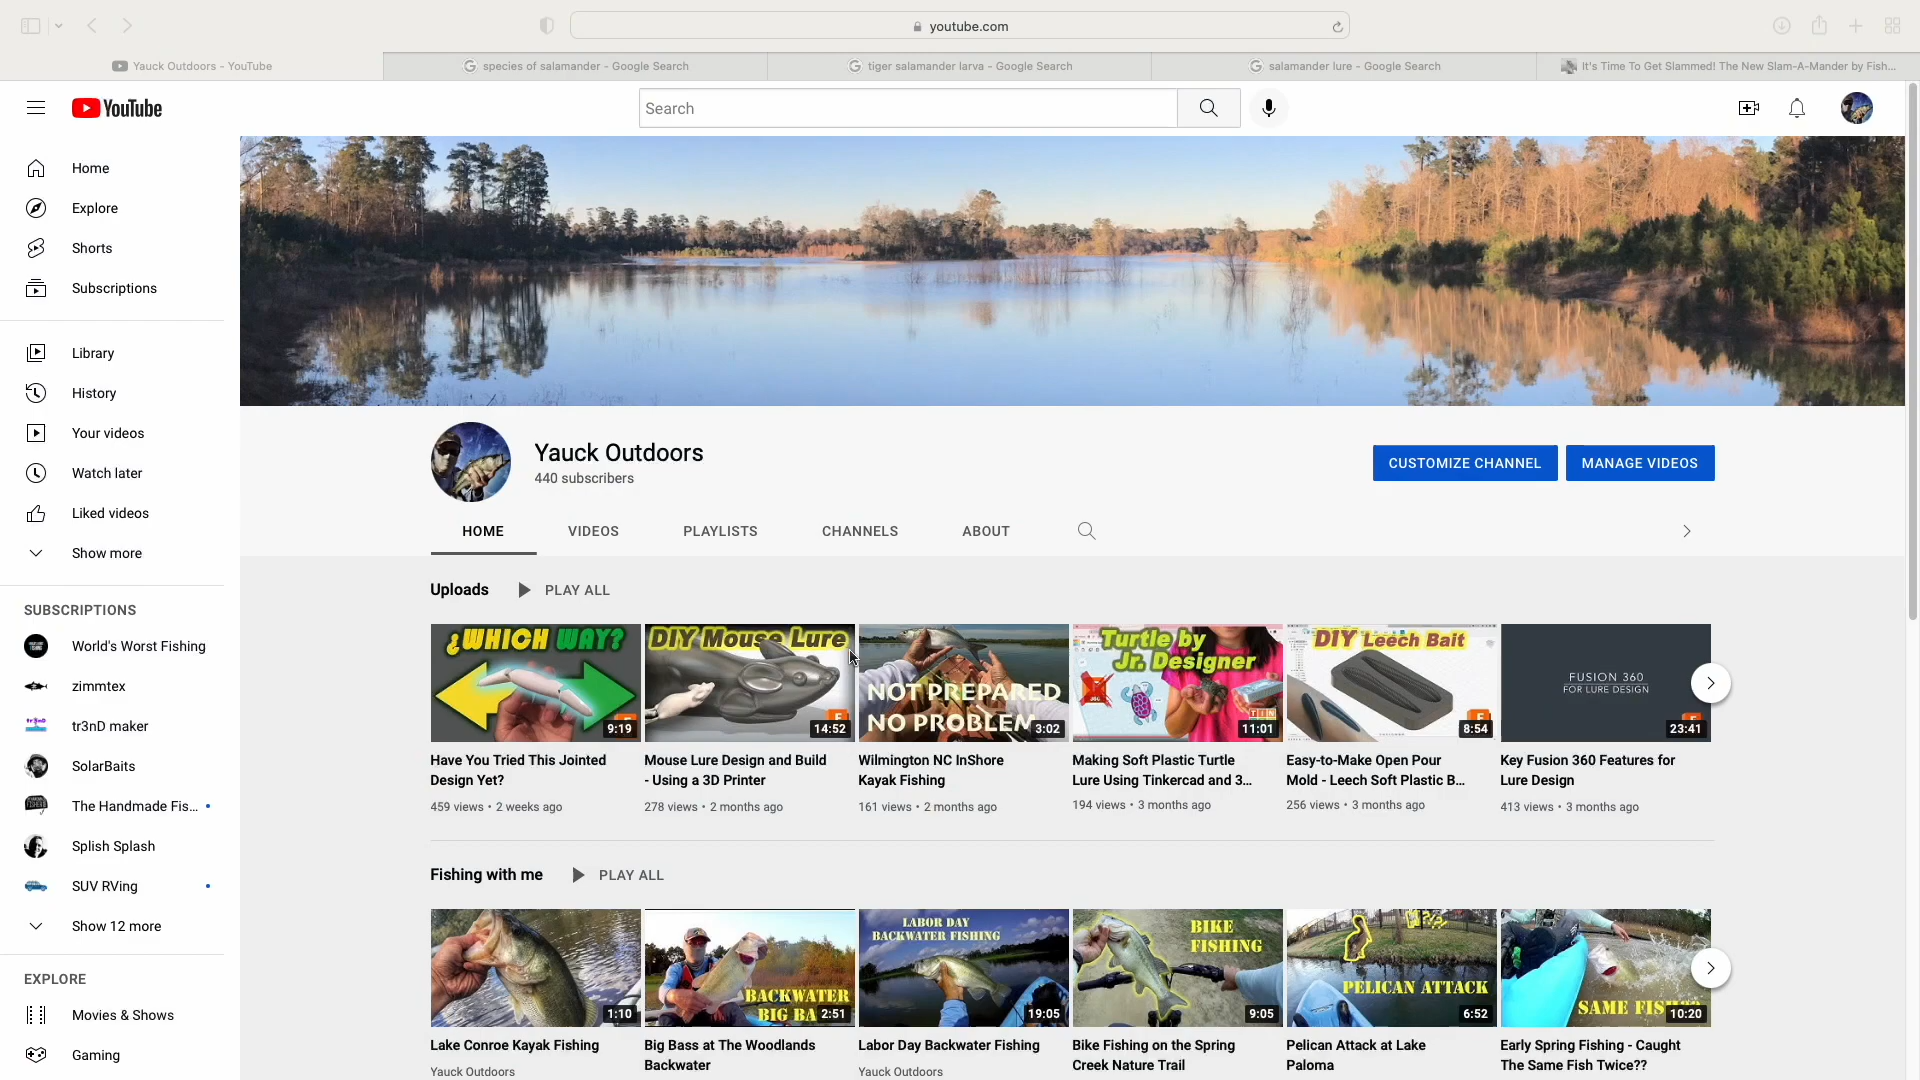 youtube.com
Yauck Outdoors - YouTube
species of salamander - Google Search
tiger salamander larva - Google Search
salamander lure - Google Search
It's Time To Get Slammed! The New Slam-A-Mander by Fish...
YouTube
Search
Home
Explore
Shorts
Subscriptions
Library
History
Your videos
Watch later
Liked videos
Show more
SUBSCRIPTIONS
World's Worst Fishing
zimmtex
tr3nD maker
SolarBaits
The Handmade Fis...
Splish Splash
SUV RVing
Show 12 more
EXPLORE
Movies & Shows
Gaming
Yauck Outdoors
440 subscribers
CUSTOMIZE CHANNEL
MANAGE VIDEOS
HOME
VIDEOS
PLAYLISTS
CHANNELS
ABOUT
Uploads
PLAY ALL
¿WHICH WAY?
9:19
Have You Tried This Jointed
Design Yet?
459 views • 2 weeks ago
DIY Mouse Lure
14:52
Mouse Lure Design and Build
- Using a 3D Printer
278 views • 2 months ago
NOT PREPARED
NO PROBLEM
3:02
Wilmington NC InShore
Kayak Fishing
161 views • 2 months ago
Turtle by
Jr. Designer
11:01
Making Soft Plastic Turtle
Lure Using Tinkercad and 3...
194 views • 3 months ago
DIY Leech Bait
8:54
Easy-to-Make Open Pour
Mold - Leech Soft Plastic B...
256 views • 3 months ago
FUSION 360
FOR LURE DESIGN
23:41
Key Fusion 360 Features for
Lure Design
413 views • 3 months ago
Fishing with me
PLAY ALL
1:10
Lake Conroe Kayak Fishing
Yauck Outdoors
BACKWATER
BIG BA
2:51
Big Bass at The Woodlands
Backwater
LABOR DAY
BACKWATER FISHING
19:05
Labor Day Backwater Fishing
Yauck Outdoors
BIKE
FISHING
9:05
Bike Fishing on the Spring
Creek Nature Trail
PELICAN ATTACK
6:52
Pelican Attack at Lake
Paloma
SAME FIS
10:20
Early Spring Fishing - Caught
The Same Fish Twice??